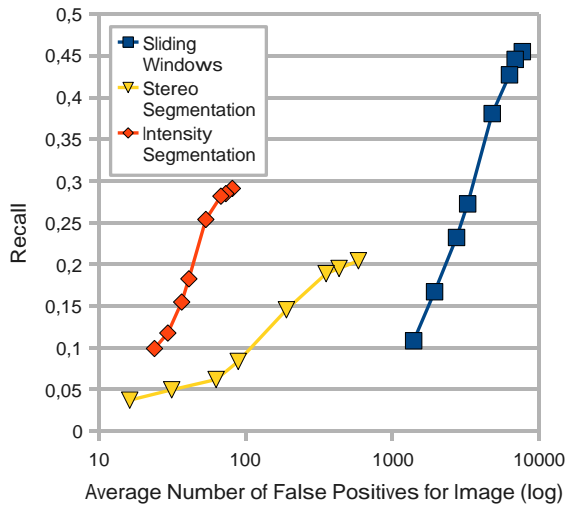 0,5
0,45
0,4
0,35
0,3
0,25
0,2
0,15
0,1
0,05
0
Recall
Sliding
Windows
Stereo
Segmentation
Intensity
Segmentation
10
100
1000
10000
Average Number of False Positives for Image (log)